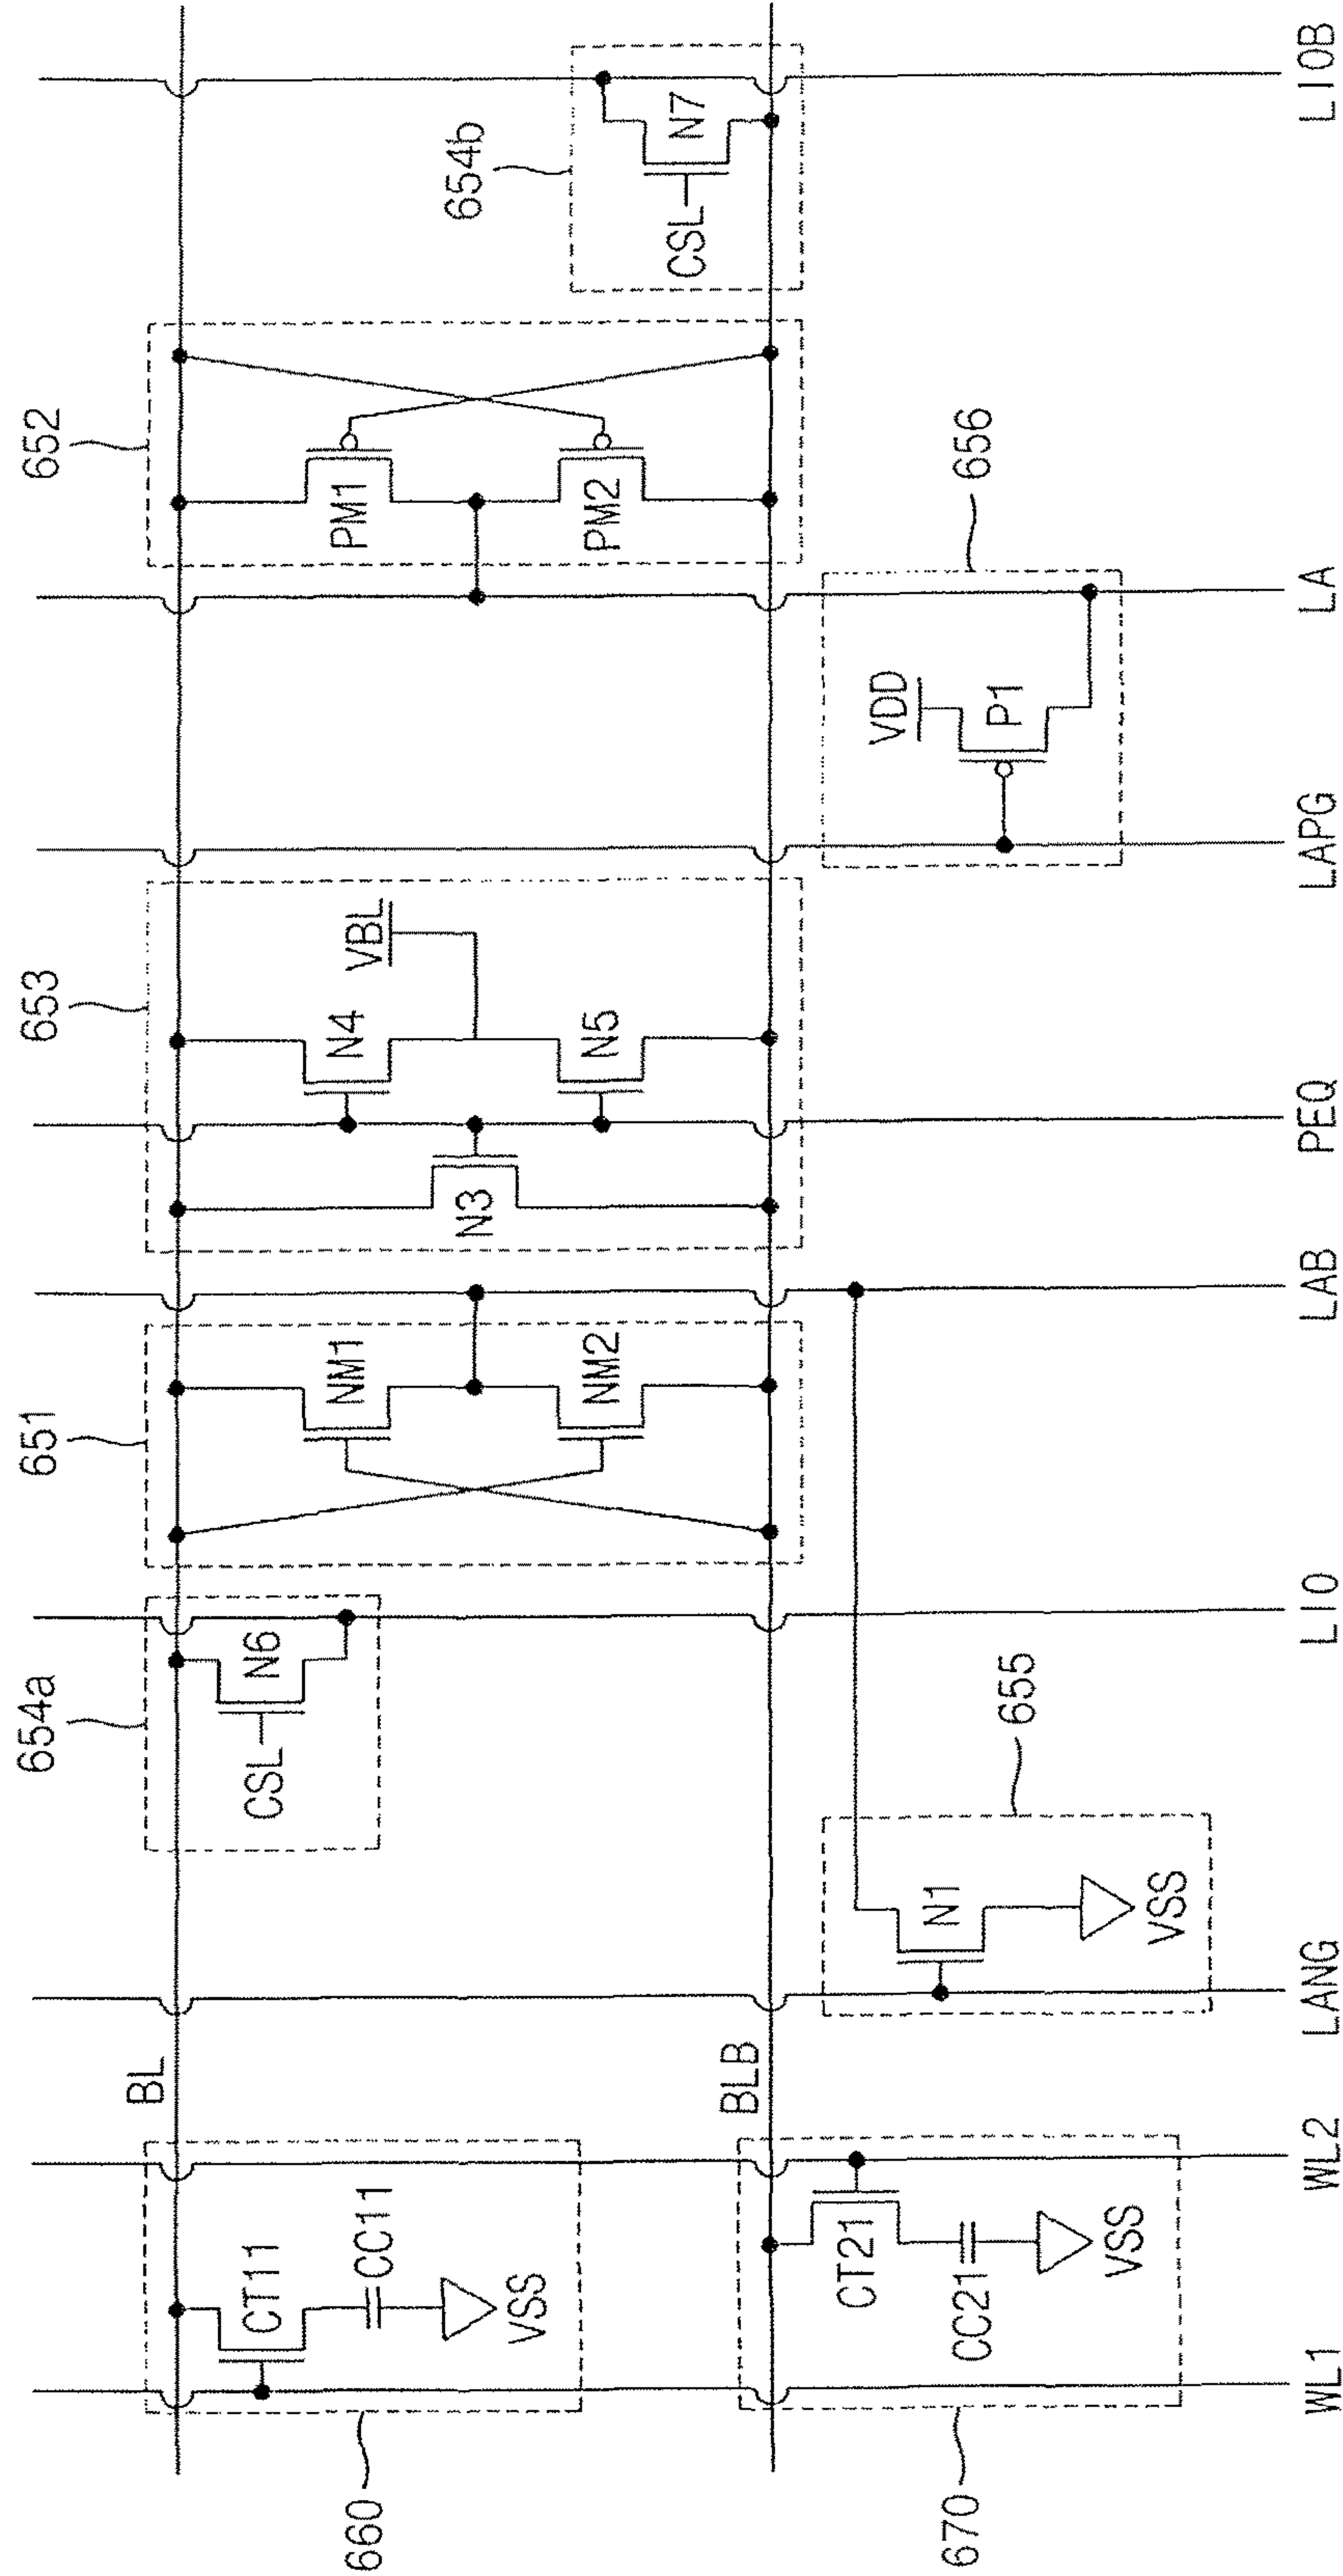 660
670
WL1
CT11
CC11
VSS
BL
CT21
CC21
VSS
BLB
WL2
LANG
655
N1
VSS
654a
CSL
N6
LIO
651
NM1
NM2
LAB
653
N3
N4
N5
VBL
PEQ
LAPG
656
VDD
P1
LA
652
PM1
PM2
654b
CSL
N7
LIOB